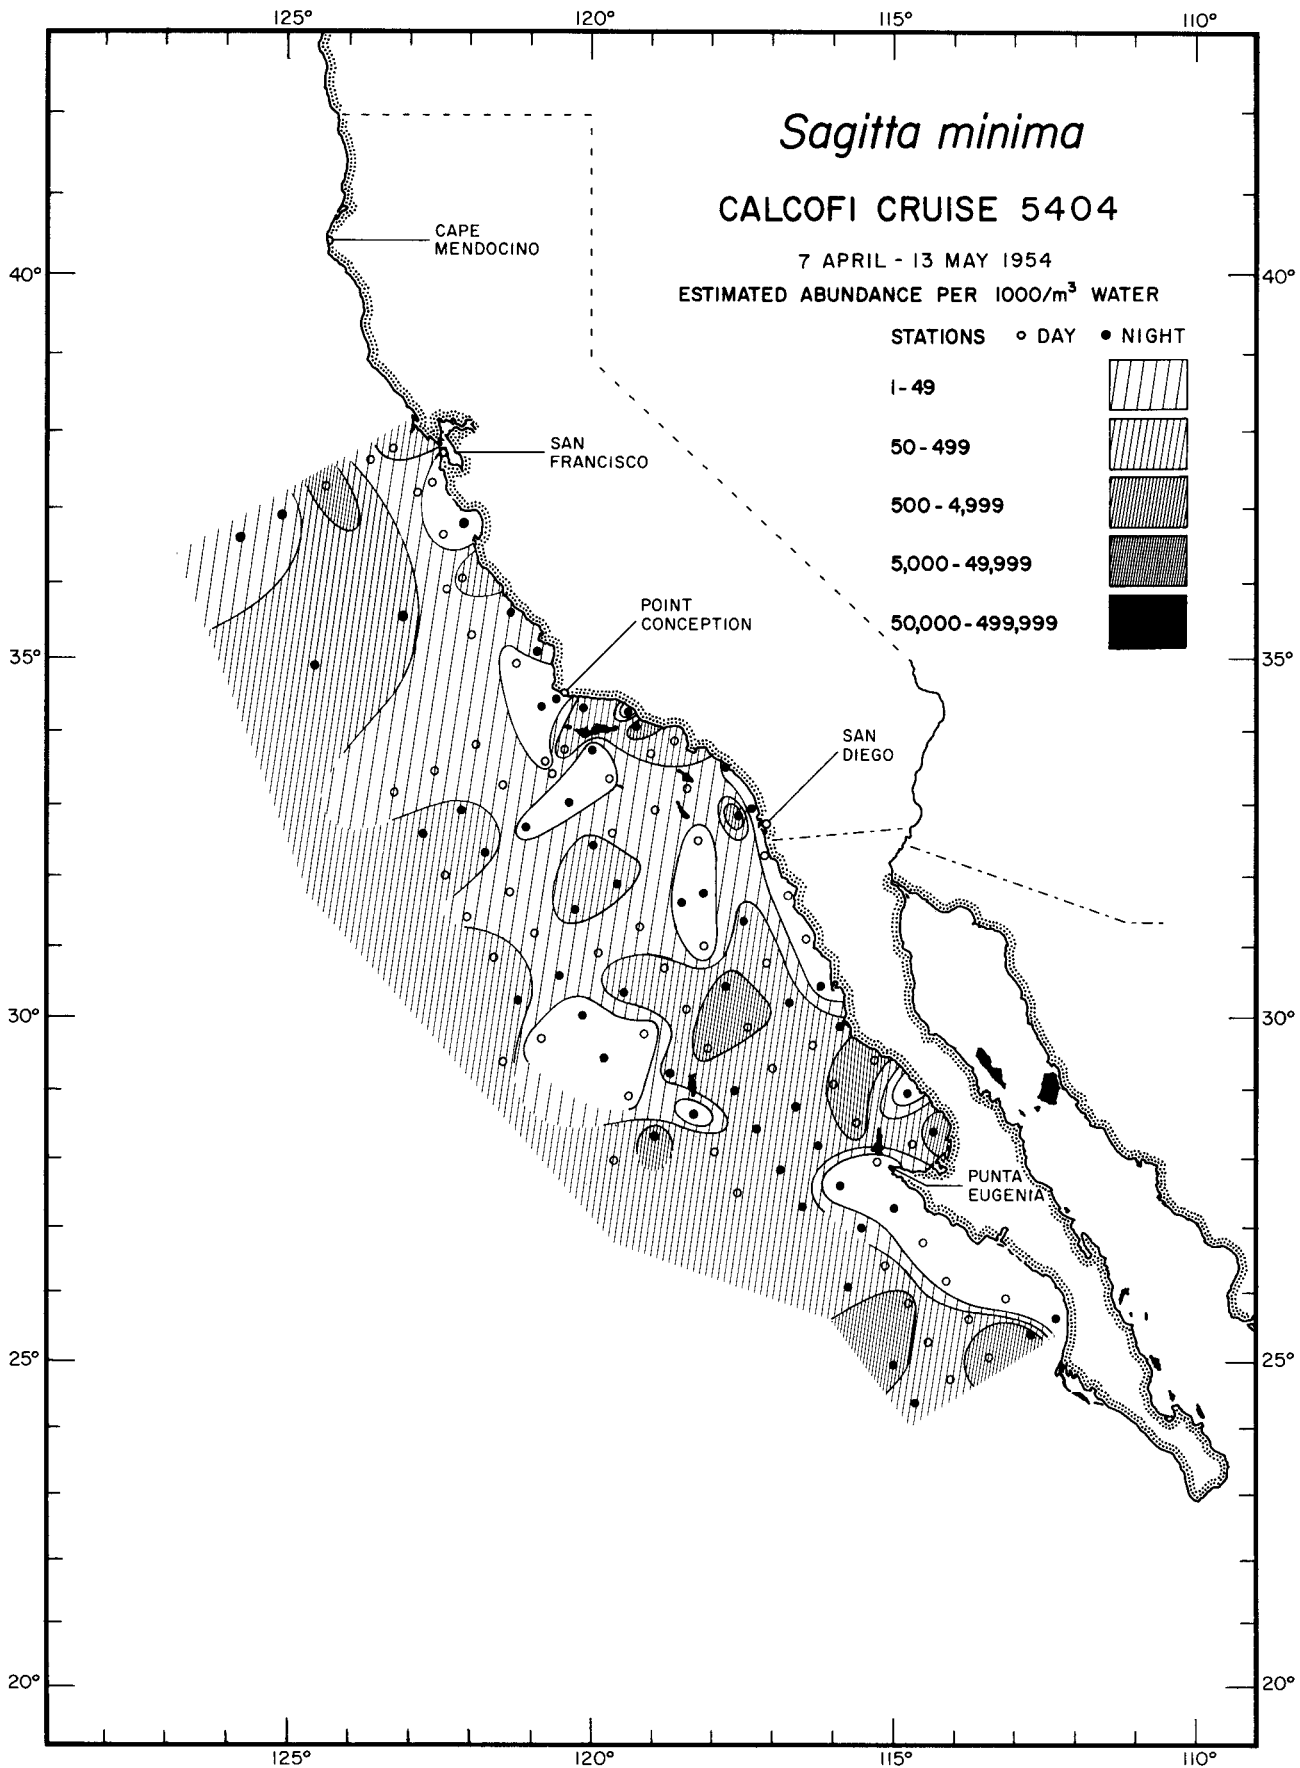 125° 120° 115° 110°
Sagitta minima
CALCOFI CRUISE 5404
7 APRIL - 13 MAY 1954
ESTIMATED ABUNDANCE PER 1000/m³ WATER
STATIONS ○ DAY ● NIGHT
1-49
50-499
500-4,999
5,000-49,999
50,000-499,999
CAPE
MENDOCINO
40° 40°
SAN
FRANCISCO
POINT
CONCEPTION
35° 35°
SAN
DIEGO
30° 30°
PUNTA
EUGENIA
25° 25°
20° 20°
125° 120° 115° 110°